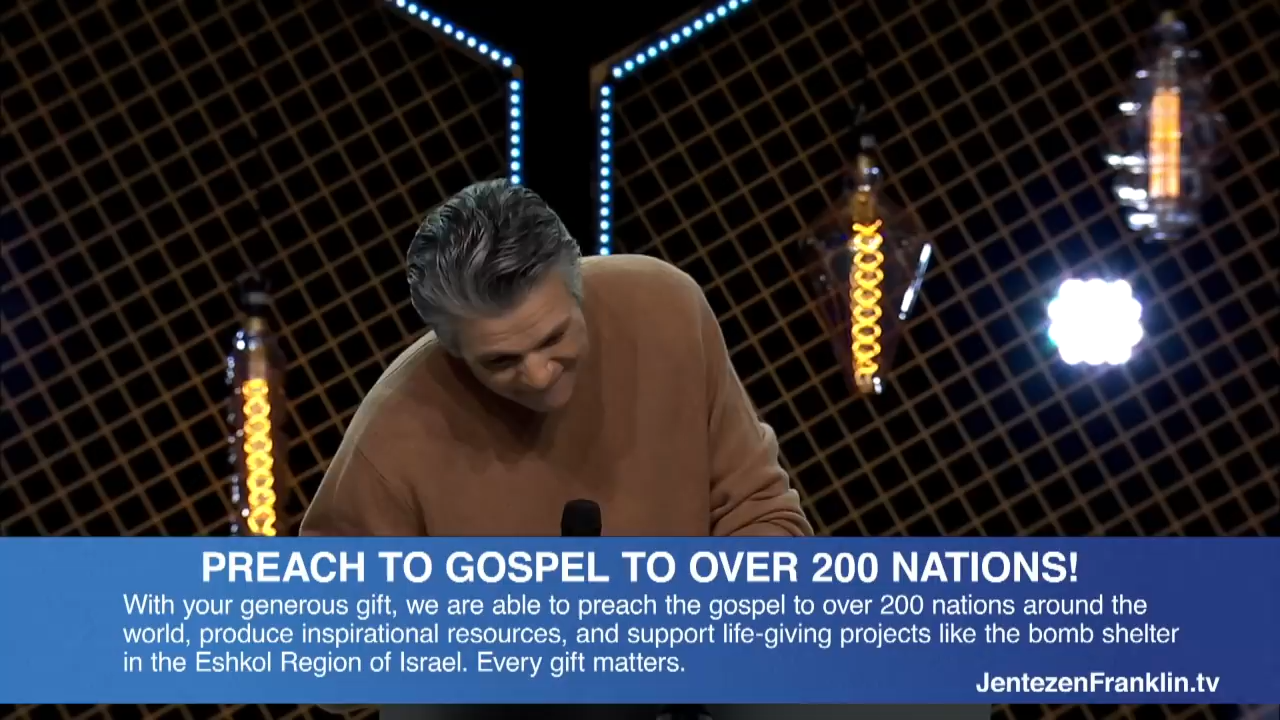 PREACH TO GOSPEL TO OVER 200 NATIONS!
With your generous gift, we are able to preach the gospel to over 200 nations around the
world, produce inspirational resources, and support life-giving projects like the bomb shelter
in the Eshkol Region of Israel. Every gift matters.
JentezenFranklin.tv